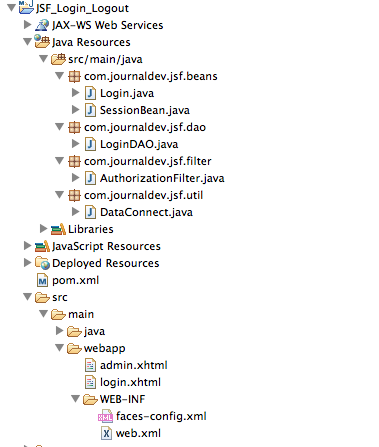 JSF_Login_Logout
JAX-WS Web Services
Java Resources
src/main/java
com.journaldev.jsf.beans
Login.java
SessionBean.java
com.journaldev.jsf.dao
LoginDAO.java
com.journaldev.jsf.filter
AuthorizationFilter.java
com.journaldev.jsf.util
DataConnect.java
Libraries
JavaScript Resources
Deployed Resources
pom.xml
src
main
java
webapp
admin.xhtml
login.xhtml
WEB-INF
faces-config.xml
web.xml